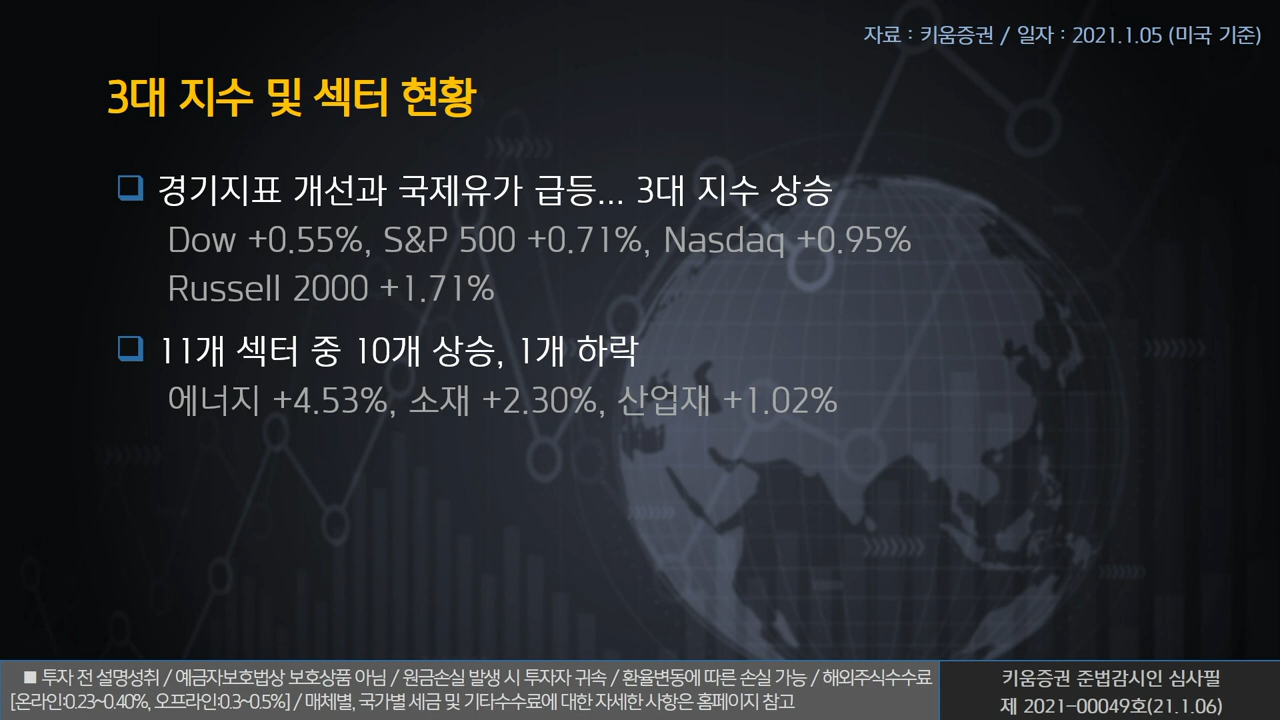 자료 : 키움증권 / 일자 : 2021.1.05 (미국 기준)
3대 지수 및 섹터 현황
❑ 경기지표 개선과 국제유가 급등... 3대 지수 상승
Dow +0.55%, S&P 500 +0.71%, Nasdaq +0.95%
Russell 2000 +1.71%
❑ 11개 섹터 중 10개 상승, 1개 하락
에너지 +4.53%, 소재 +2.30%, 산업재 +1.02%
■ 투자 전 설명청취 / 예금자보호법상 보호상품 아님 / 원금손실 발생 시 투자자 귀속 / 환율변동에 따른 손실 가능 / 해외주식수수료
[온라인:0.23~0.40%, 오프라인:0.3~0.5%] / 매체별, 국가별 세금 및 기타수수료에 대한 자세한 사항은 홈페이지 참고
키움증권 준법감시인 심사필
제 2021-00049호(21.1.06)